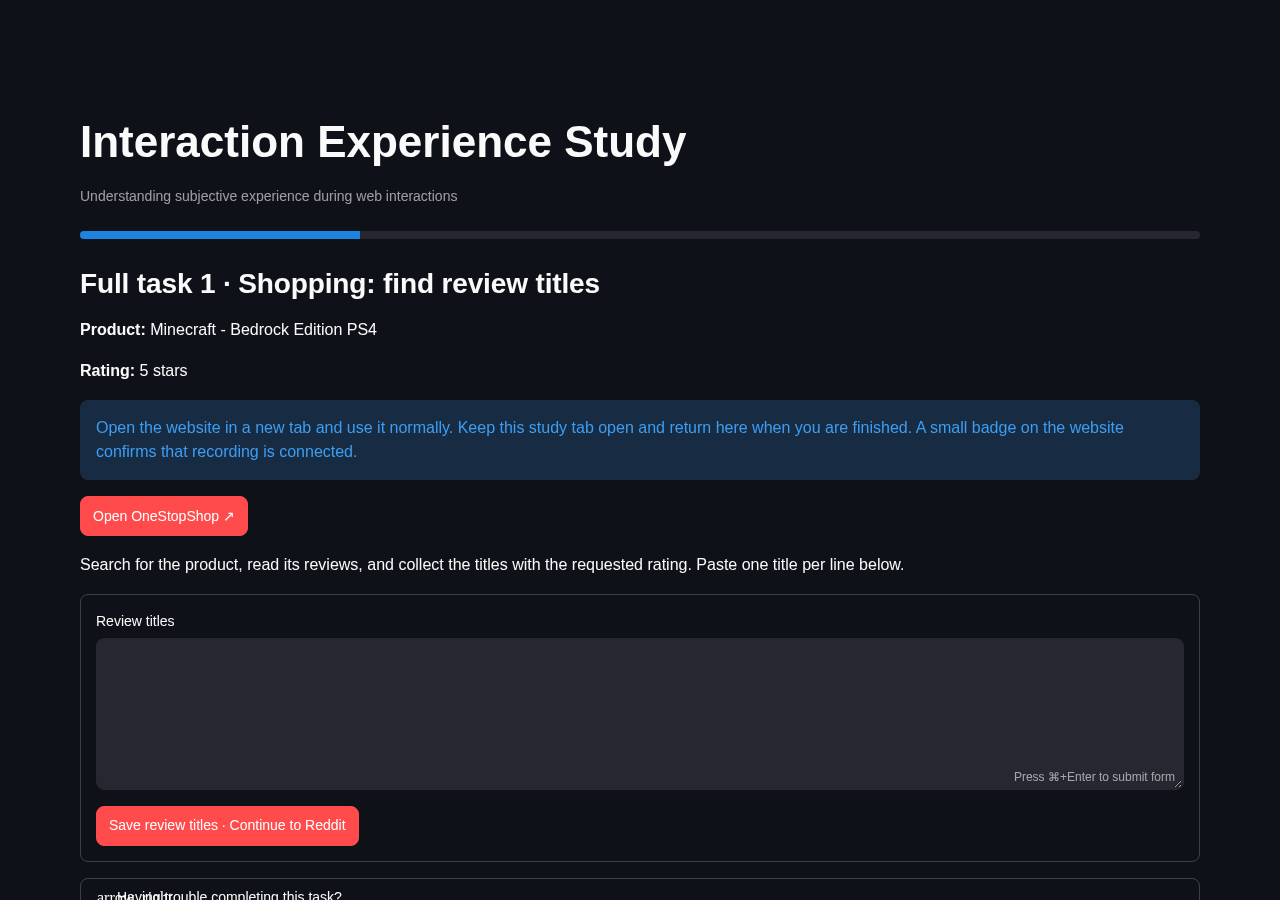 Interaction Experience Study
Understanding subjective experience during web interactions
Full task 1 · Shopping: find review titles
Product: Minecraft - Bedrock Edition PS4
Rating: 5 stars
Open the website in a new tab and use it normally. Keep this study tab open and return here when you are finished. A small badge on the website
confirms that recording is connected.
Open OneStopShop ↗
Search for the product, read its reviews, and collect the titles with the requested rating. Paste one title per line below.
Review titles
Press ⌘+Enter to submit form
Save review titles · Continue to Reddit
Having trouble completing this task?